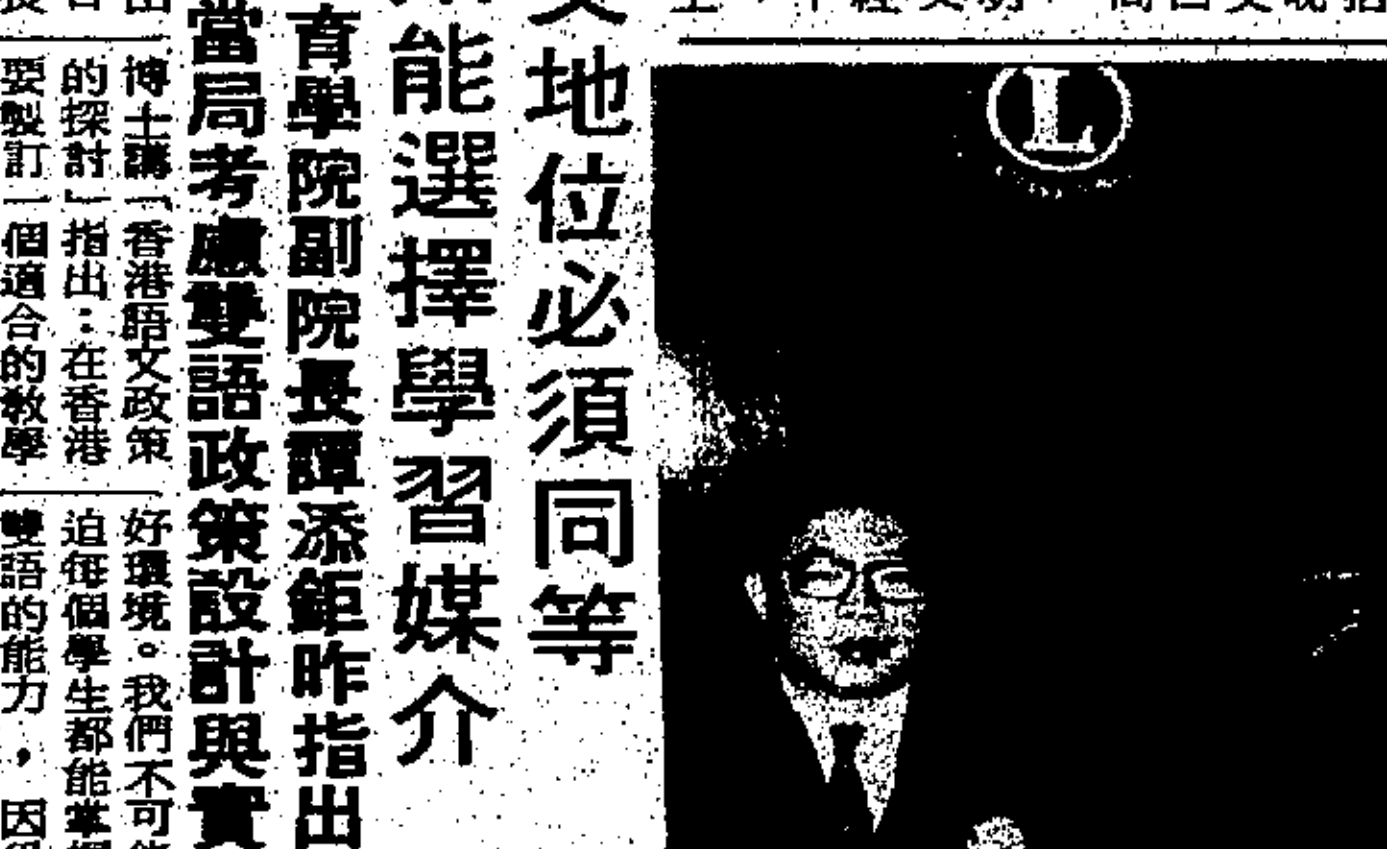 地位必須同等
能選擇學習媒介
育學院副院長譚添鉅昨指出
當局考慮雙語政策設計與實
博士講「香港語文政策
的探討」指出：在香港
要製訂一個適合的教學
好環境。我們不可能
迫每個學生都能掌握
雙語的能力，因
L